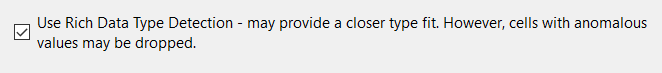 Use Rich Data Type Detection - may provide a closer type fit. However, cells with anomalous
values may be dropped.